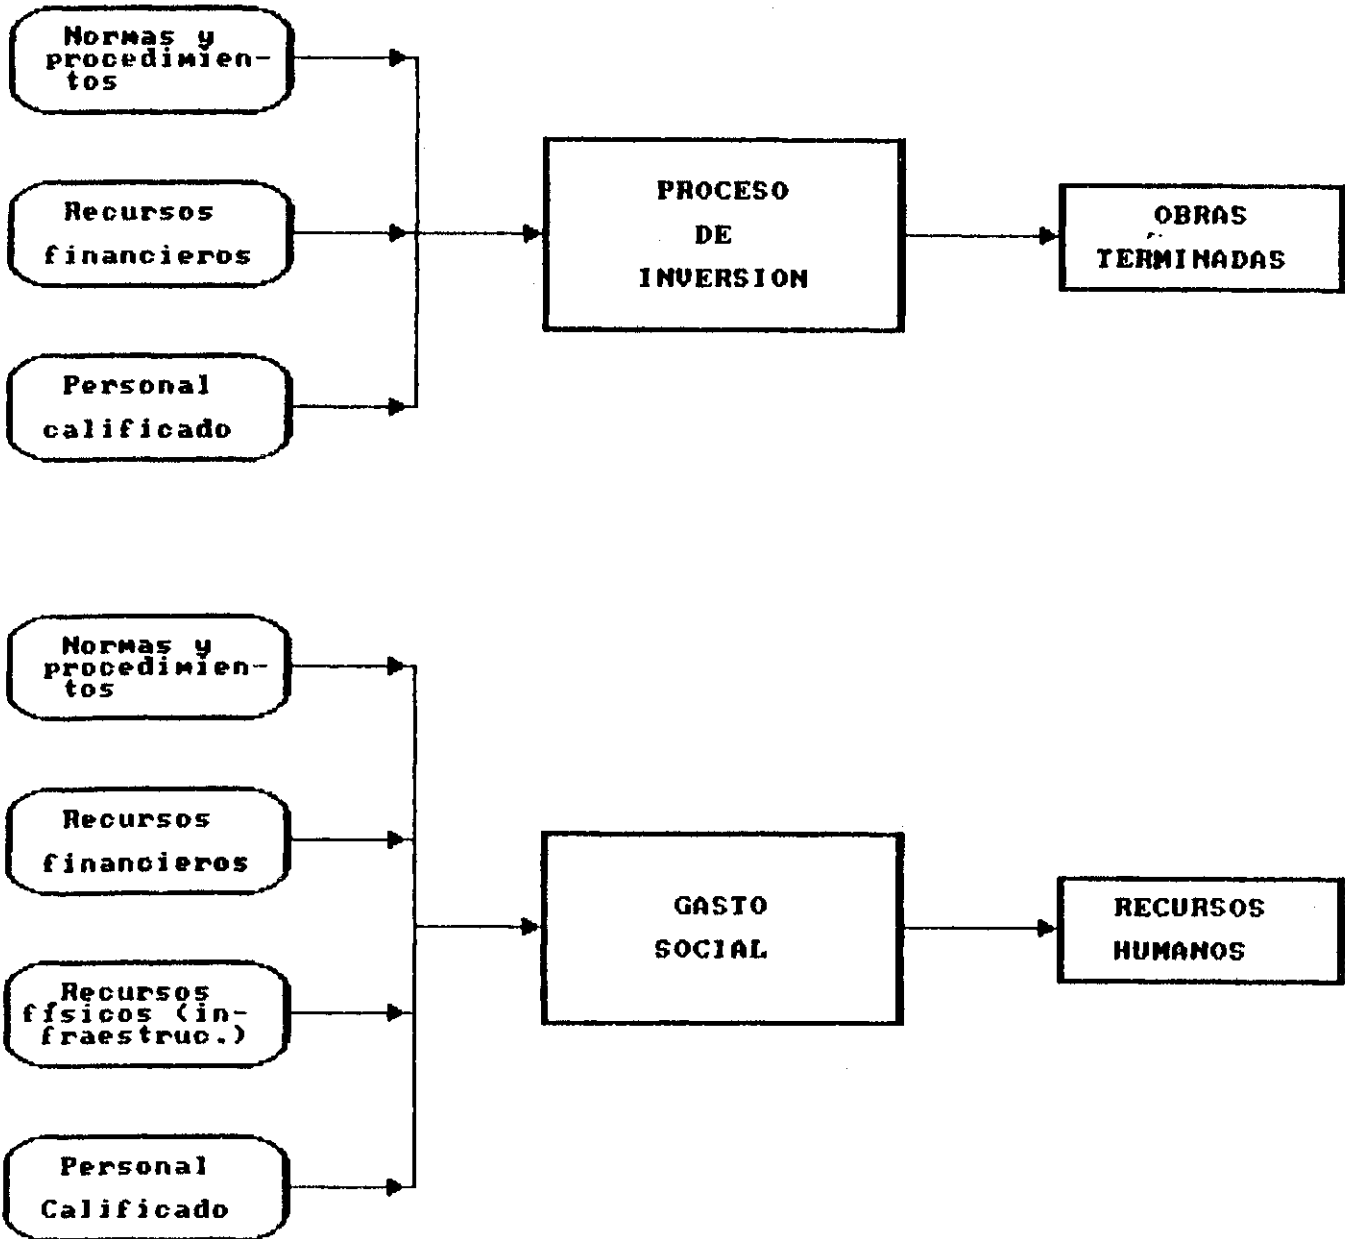 Normas y
procedimien-
tos
Recursos
financieros
Personal
calificado
PROCESO
DE
INVERSION
OBRAS
TERMINADAS
Normas y
procedimien-
tos
Recursos
financieros
Recursos
físicos (in-
fraestruc.)
Personal
Calificado
GASTO
SOCIAL
RECURSOS
HUMANOS